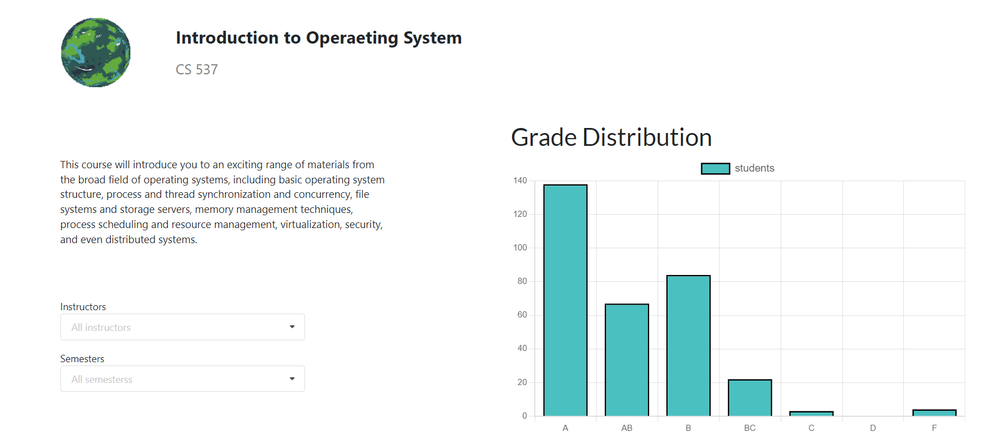 Introduction to Operaeting System
CS 537
This course will introduce you to an exciting range of materials from
the broad field of operating systems, including basic operating system
structure, process and thread synchronization and concurrency, file
systems and storage servers, memory management techniques,
process scheduling and resource management, virtualization, security,
and even distributed systems.
Instructors
All instructors
Semesters
All semesterss
Grade Distribution
students
140
120
100
80
60
40
20
0
A AB B BC C D F